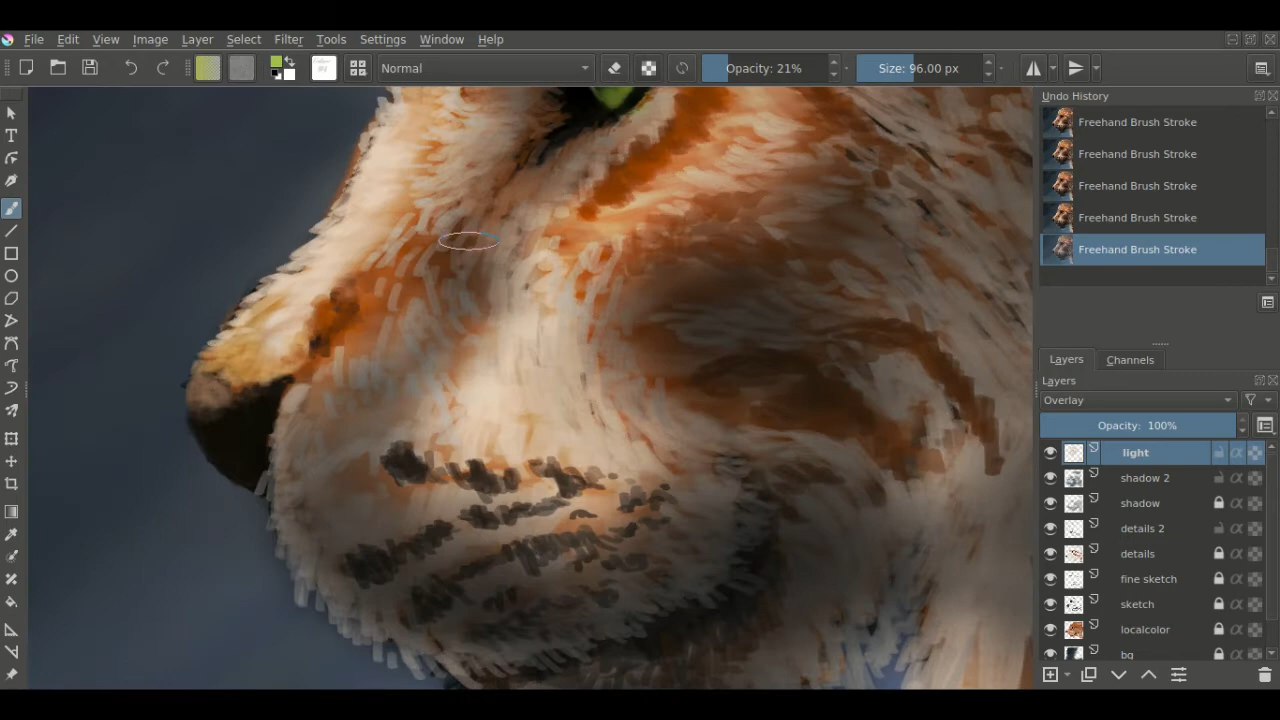 File Edit View Image Layer Select Filter Tools Settings Window Help
Normal Opacity: 21% Size: 96.00 px
Undo History
Freehand Brush Stroke
Freehand Brush Stroke
Freehand Brush Stroke
Freehand Brush Stroke
Freehand Brush Stroke
Layers Channels
Layers
Overlay
Opacity: 100%
light
shadow 2
shadow
details 2
details
fine sketch
sketch
localcolor
bg